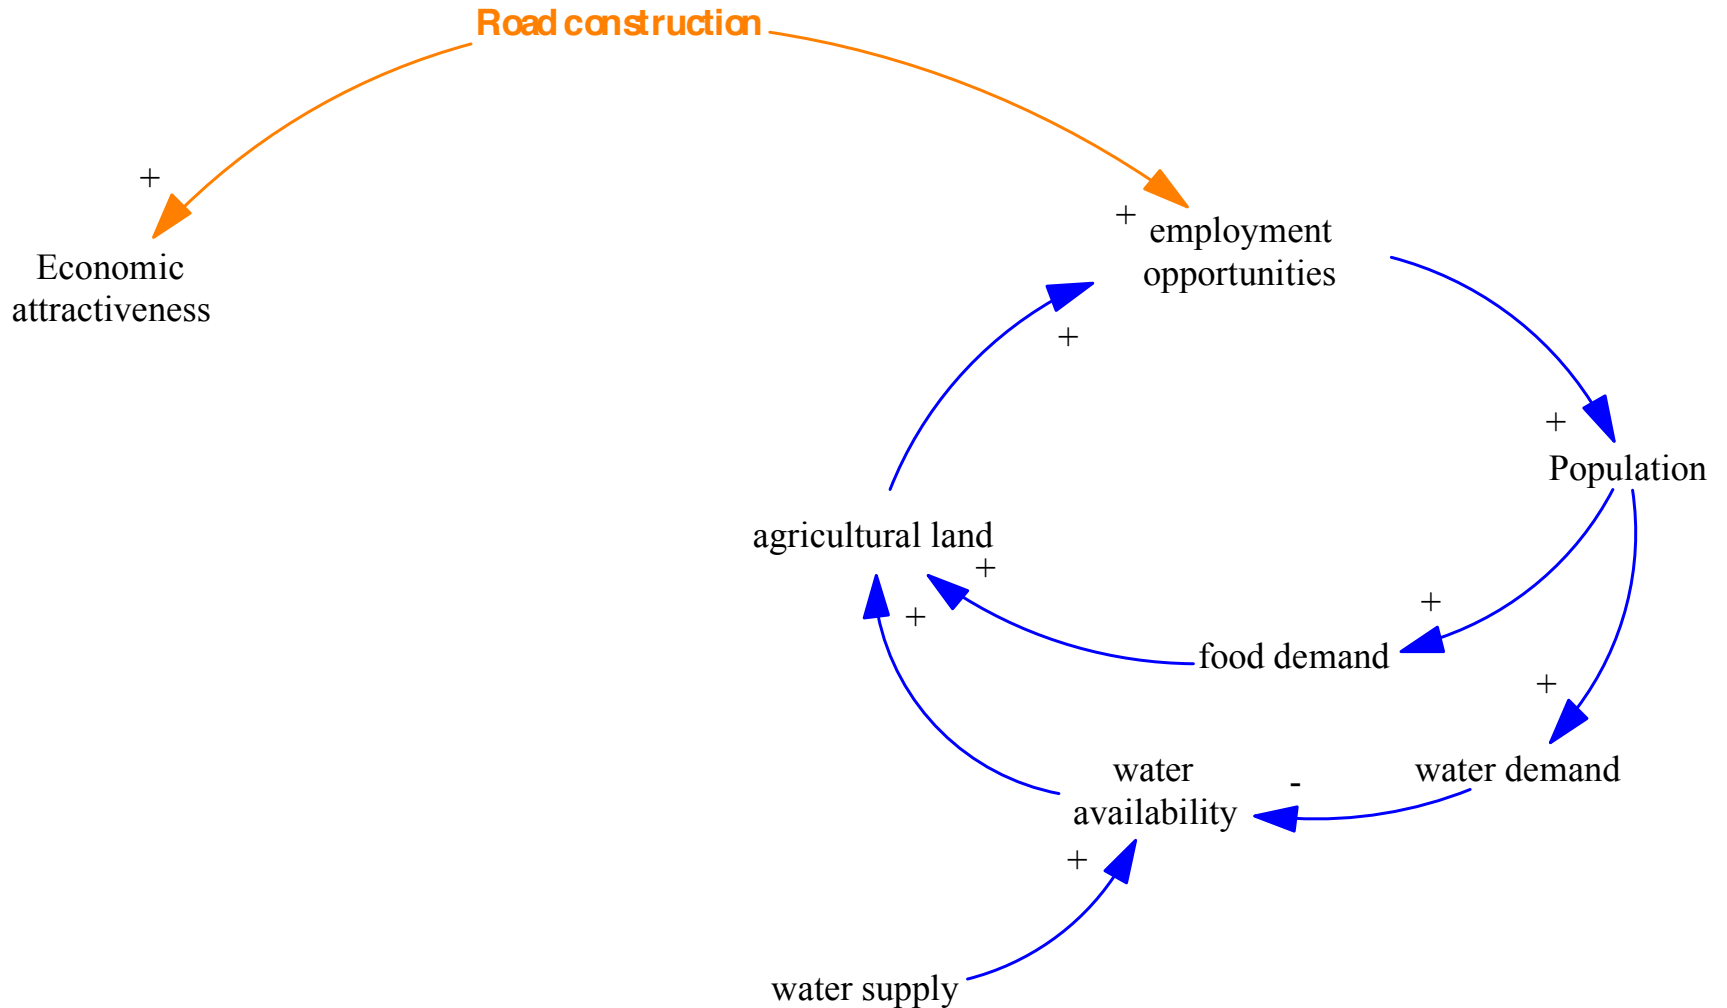 Road construction
+
+
employment
opportunities
Economic
attractiveness
+
+
Population
agricultural land
+
+
+
food demand
+
water
availability
-
water demand
+
water supply